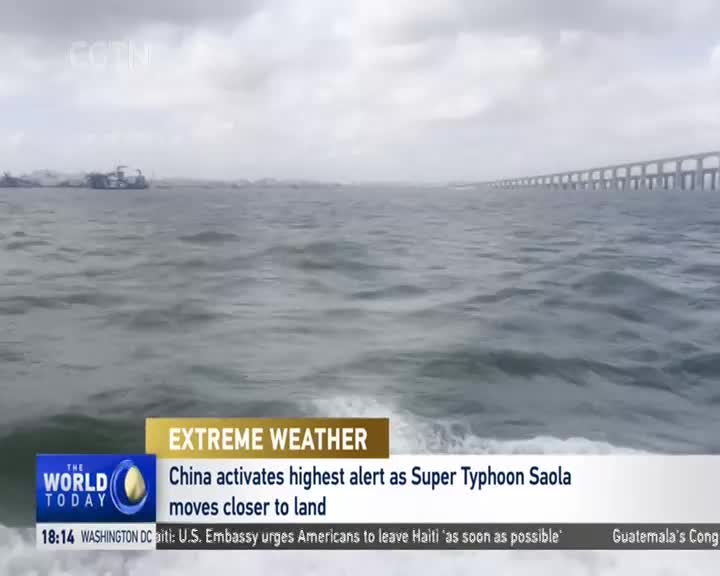 CGTN
EXTREME WEATHER
THE
WORLD
TODAY
China activates highest alert as Super Typhoon Saola
moves closer to land
18:14 WASHINGTON DC aiti: U.S. Embassy urges Americans to leave Haiti 'as soon as possible' Guatemala's Cong